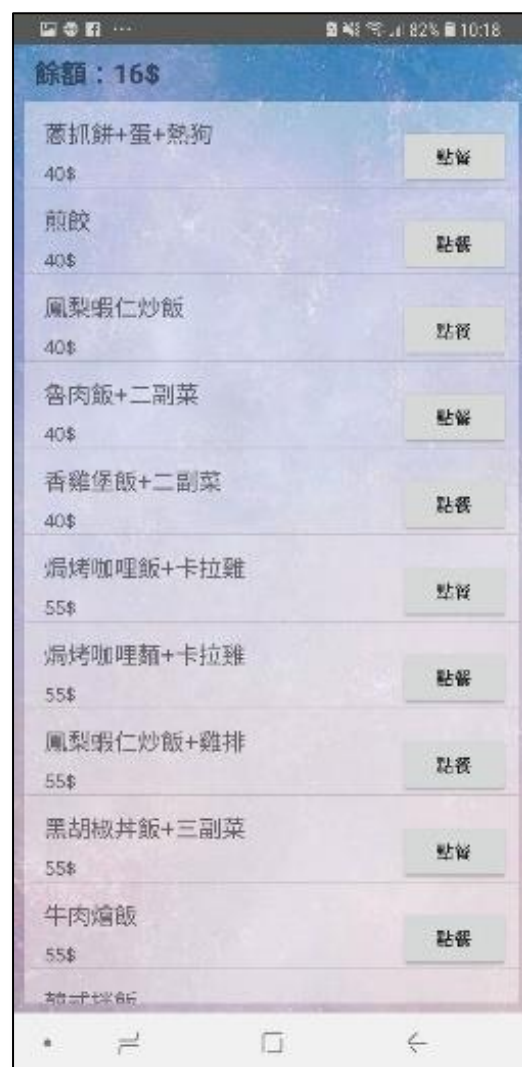 82% 10:18
餘額：16$
蔥抓餅+蛋+熱狗
點餐
40$
煎餃
點餐
40$
鳳梨蝦仁炒飯
點餐
40$
魯肉飯+二副菜
點餐
40$
香雞堡飯+二副菜
點餐
40$
焗烤咖哩飯+卡拉雞
點餐
55$
焗烤咖哩麵+卡拉雞
點餐
55$
鳳梨蝦仁炒飯+雞排
點餐
55$
黑胡椒丼飯+三副菜
點餐
55$
牛肉燴飯
點餐
55$